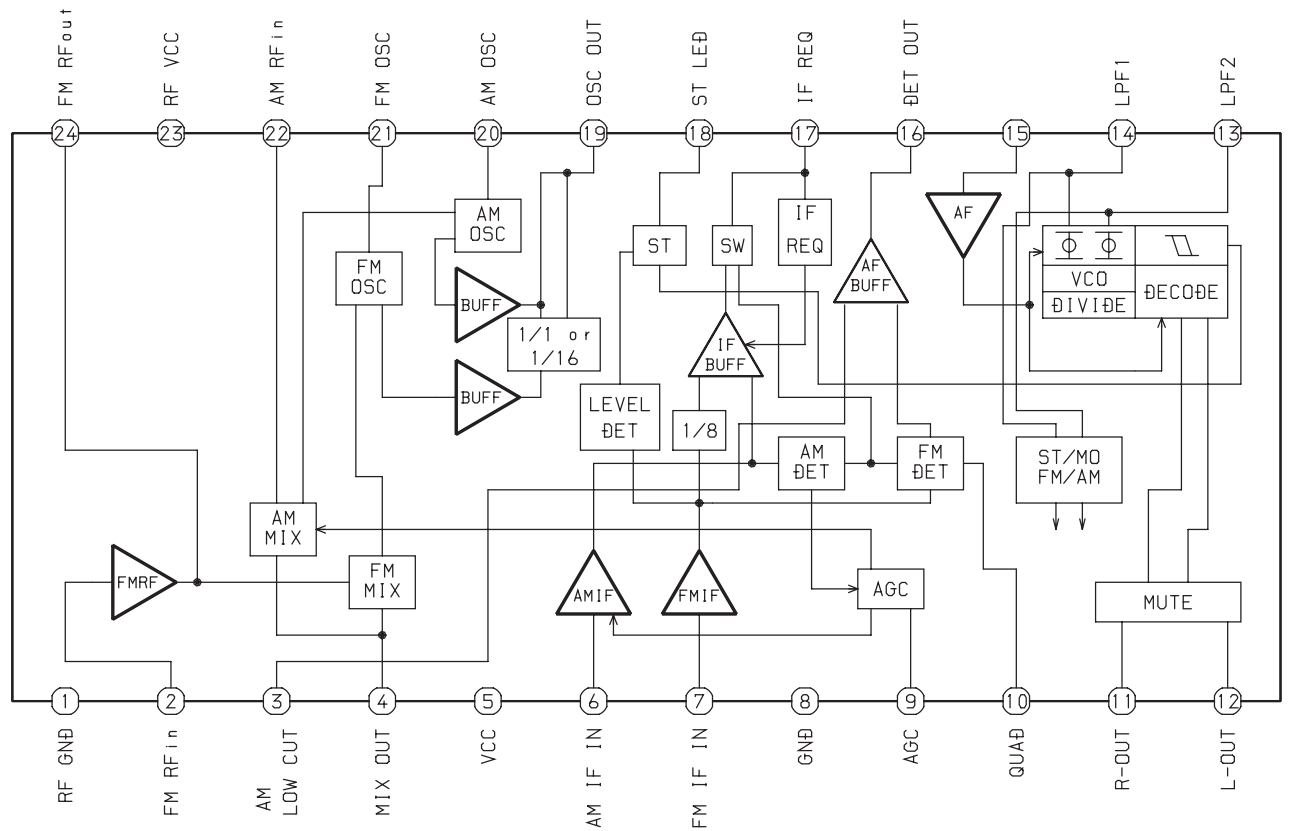 FM RFout
RF VCC
AM RFin
FM OSC
AM OSC
OSC OUT
ST LED
IF REQ
DET OUT
LPF1
LPF2
24
23
22
21
20
19
18
17
16
15
14
13
AM
OSC
FM
OSC
BUFF
1/1 or
1/16
BUFF
ST
SW
IF
REQ
AF
BUFF
AF
VCO
DIVIDE
DECODE
IF
BUFF
LEVEL
DET
1/8
AM
DET
FM
DET
ST/MO
FM/AM
AM
MIX
FMRF
FM
MIX
AMIF
FMIF
AGC
MUTE
1
2
3
4
5
6
7
8
9
10
11
12
RF GND
FM RFin
AM
LOW CUT
MIX OUT
VCC
AM IF IN
FM IF IN
GND
AGC
QUAD
R-OUT
L-OUT